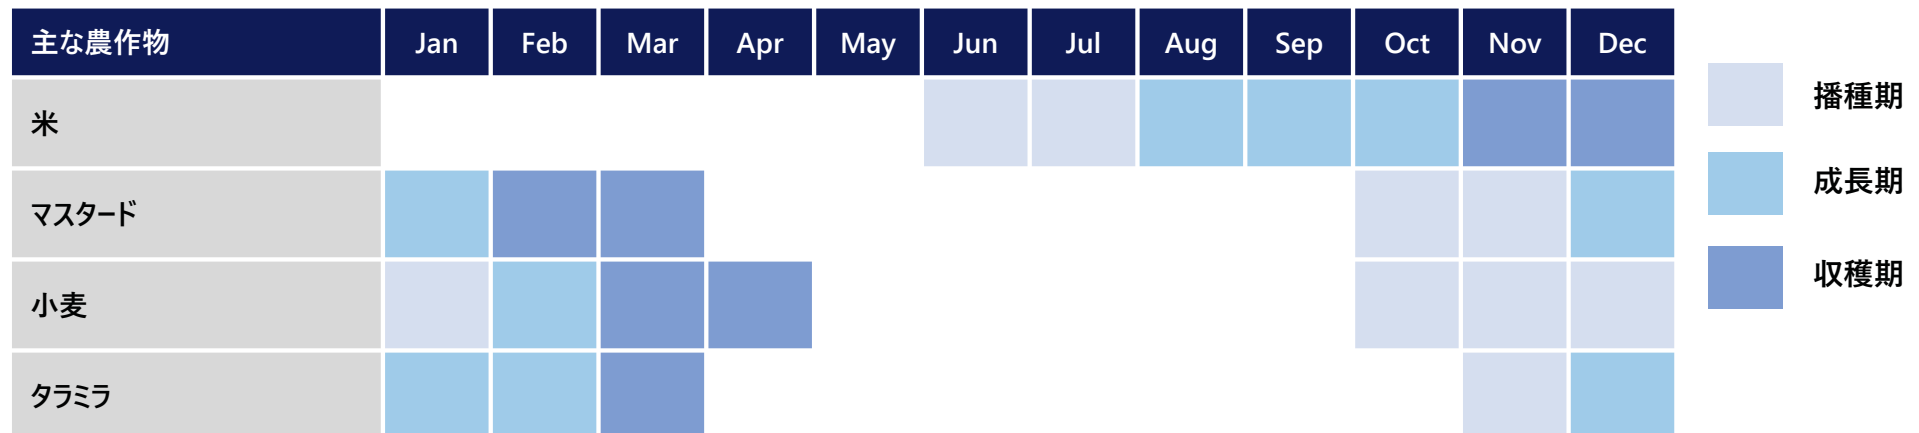 主な農作物 Jan Feb Mar Apr May Jun Jul Aug Sep Oct Nov Dec
米
マスタード
小麦
タラミラ
播種期
成長期
収穫期